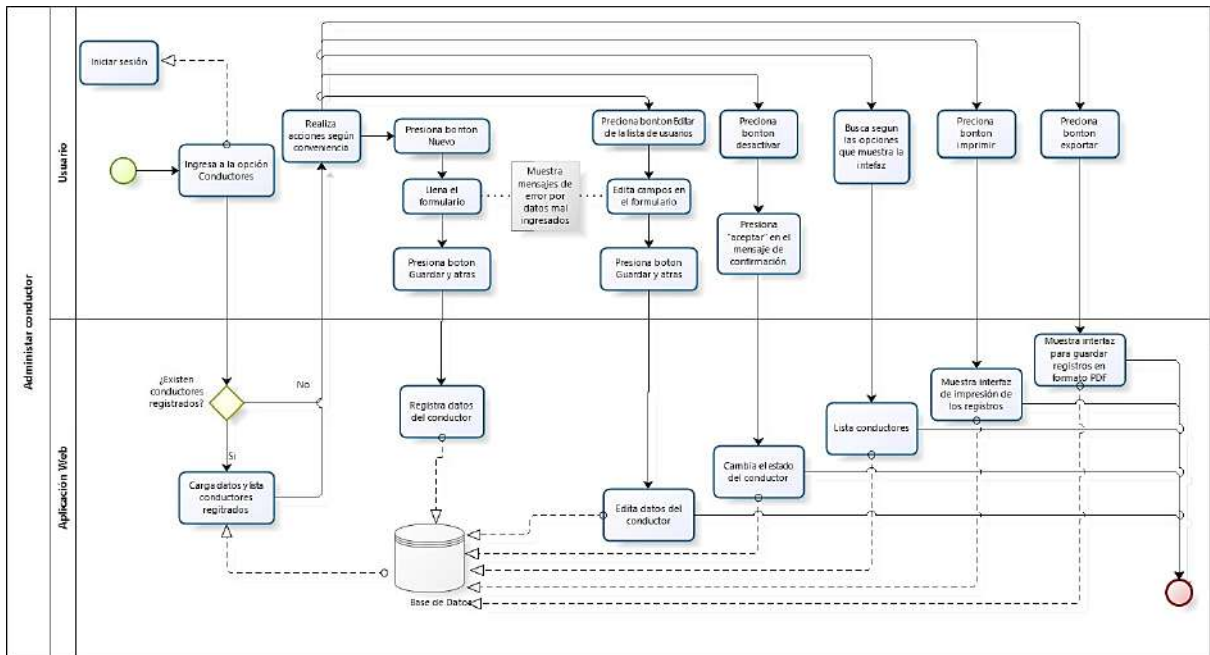 Administar conductor
Usuario
Aplicación Web
Iniciar sesión
Ingresa a la opción
Conductores
Realiza
acciones según
conveniencia
Presiona bonton
Nuevo
Llena el
formulario
Presiona boton
Guardar y atras
Muestra
mensajes de
error por
datos mal
ingresados
Preciona bonton Editar
de la lista de usuarios
Edita campos en
el formulario
Presiona boton
Guardar y atras
Preciona
bonton
desactivar
Presiona
"aceptar" en el
mensaje de
confirmación
Busca segun
las opciones
que muestra la
intefaz
Preciona
bonton
imprimir
Preciona
bonton
exportar
¿Existen
conductores
registrados?
No
Si
Carga datos y lista
conductores
regitrados
Registra datos
del conductor
Base de Datos
Edita datos del
conductor
Cambia el estado
del conductor
Lista conductores
Muestra interfaz
de impresión de
los registros
Muestra interfaz
para guardar
registros en
formato PDF